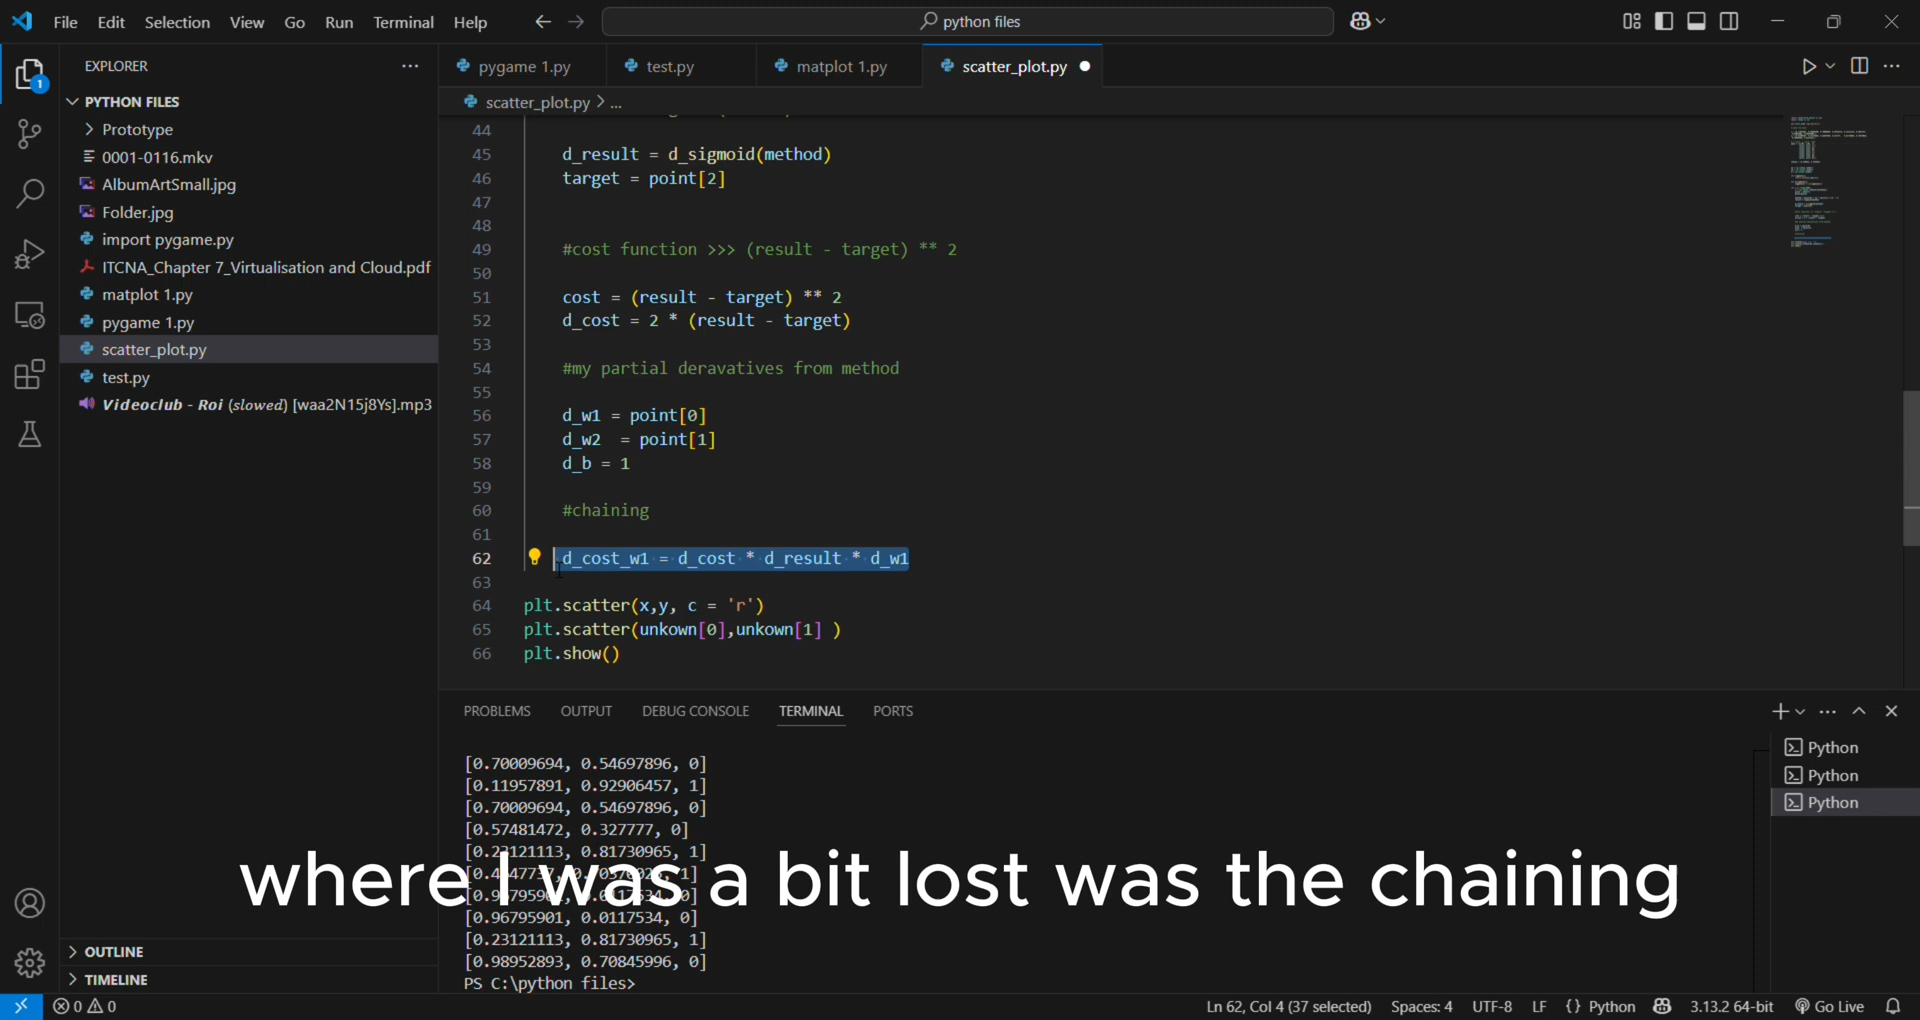 File Edit Selection View Go Run Terminal Help
python files
EXPLORER
PYTHON FILES
Prototype
0001-0116.mkv
AlbumArtSmall.jpg
Folder.jpg
import pygame.py
ITCNA_Chapter 7_Virtualisation and Cloud.pdf
matplot 1.py
pygame 1.py
scatter_plot.py
test.py
Videoclub - Roi (slowed) [waa2N15j8Ys].mp3
OUTLINE
TIMELINE
pygame 1.py test.py matplot 1.py scatter_plot.py
scatter_plot.py > ...
44
45 d_result = d_sigmoid(method)
46 target = point[2]
47
48
49 #cost function >>> (result - target) ** 2
50
51 cost = (result - target) ** 2
52 d_cost = 2 * (result - target)
53
54 #my partial deravatives from method
55
56 d_w1 = point[0]
57 d_w2 = point[1]
58 d_b = 1
59
60 #chaining
61
62 d_cost_w1 = d_cost * d_result * d_w1
63
64 plt.scatter(x,y, c = 'r')
65 plt.scatter(unkown[0],unkown[1] )
66 plt.show()
PROBLEMS OUTPUT DEBUG CONSOLE TERMINAL PORTS
Python
Python
Python
[0.70009694, 0.54697896, 0]
[0.11957891, 0.92906457, 1]
[0.70009694, 0.54697896, 0]
[0.57481472, 0.327777, 0]
[0.23121113, 0.81730965, 1]
where I was a bit lost was the chaining
[0.96795901, 0.0117534, 0]
[0.23121113, 0.81730965, 1]
[0.98952893, 0.70845996, 0]
PS C:\python files>
0 0 Ln 62, Col 4 (37 selected) Spaces: 4 UTF-8 LF {} Python 3.13.2 64-bit Go Live